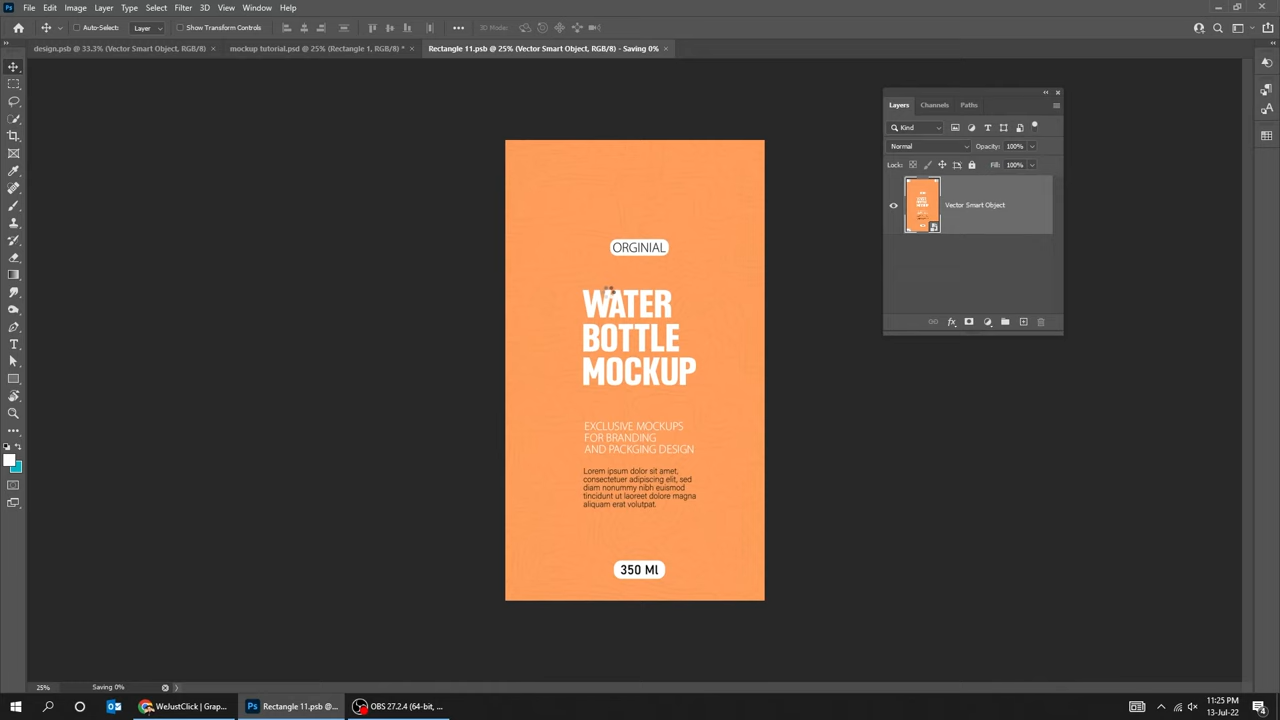 File Edit Image Layer Type Select Filter 3D View Window Help
Auto-Select: Layer Show Transform Controls 3D Mode:
design.psb @ 33.3% (Vector Smart Object, RGB/8) mockup tutorial.psd @ 25% (Rectangle 1, RGB/8) * Rectangle 11.psb @ 25% (Vector Smart Object, RGB/8) - Saving 0%
Layers Channels Paths
Kind
Normal Opacity: 100%
Lock: Fill: 100%
Vector Smart Object
ORGINIAL
WATER
BOTTLE
MOCKUP
EXCLUSIVE MOCKUPS
FOR BRANDING
AND PACKGING DESIGN
Lorem ipsum dolor sit amet,
consectetuer adipiscing elit, sed
diam nonummy nibh euismod
tincidunt ut laoreet dolore magna
aliquam erat volutpat.
350 Ml
25% Saving 0%
WeJustClick | Grap... Rectangle 11.psb @... OBS 27.2.4 (64-bit, ...
11:25 PM
13-Jul-22